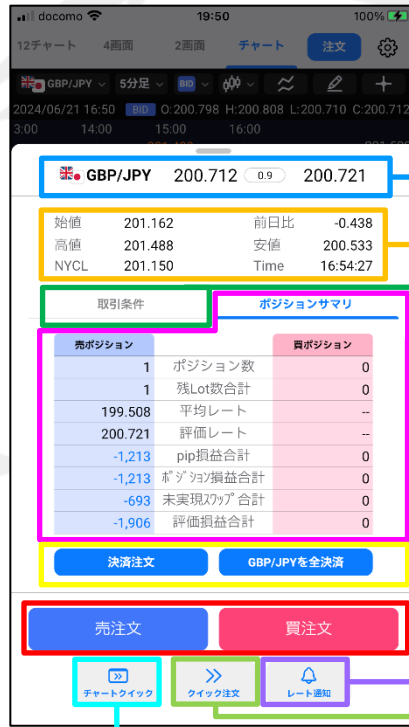 docomo 19:50 100%
12チャート 4画面 2画面 チャート 注文
GBP/JPY 5分足 BID
2024/06/21 16:50 BID O:200.798 H:200.808 L:200.710 C:200.712
3:00 14:00 15:00 16:00
GBP/JPY 200.712 0.9 200.721
始値 201.162 前日比 -0.438
高値 201.488 安値 200.533
NYCL 201.150 Time 16:54:27
取引条件 ポジションサマリ
売ポジション 買ポジション
1 ポジション数 0
1 残Lot数合計 0
199.508 平均レート --
200.721 評価レート --
-1,213 pip損益合計 0
-1,213 ポジション損益合計 0
-693 未実現スワップ合計 0
-1,906 評価損益合計 0
決済注文 GBP/JPYを全決済
売注文 買注文
チャートクイック クイック注文 レート通知